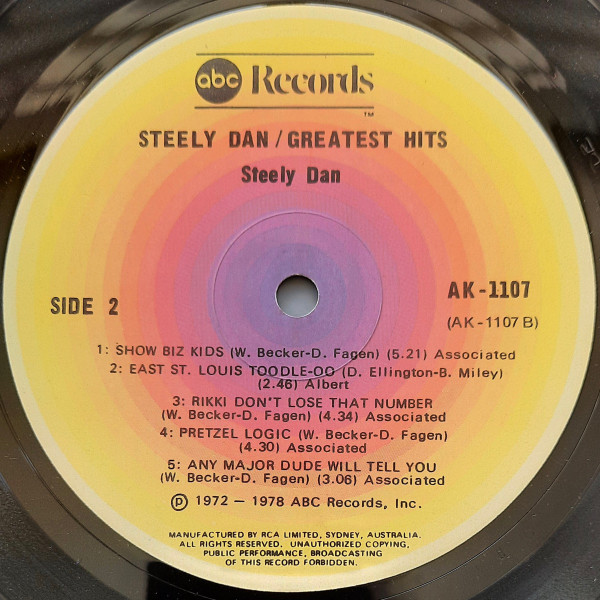 abc Records
TM
STEELY DAN / GREATEST HITS
Steely Dan
SIDE 2
AK-1107
(AK-1107 B)
1: SHOW BIZ KIDS (W. Becker-D. Fagen) (5.21) Associated
2: EAST ST. LOUIS TOODLE-OO (D. Ellington-B. Miley)
(2.46) Albert
3: RIKKI DON'T LOSE THAT NUMBER
(W. Becker-D. Fagen) (4.34) Associated
4: PRETZEL LOGIC (W. Becker-D. Fagen)
(4.30) Associated
5: ANY MAJOR DUDE WILL TELL YOU
(W. Becker-D. Fagen) (3.06) Associated
℗ 1972 — 1978 ABC Records, Inc.
MANUFACTURED BY RCA LIMITED, SYDNEY, AUSTRALIA.
ALL RIGHTS RESERVED. UNAUTHORIZED COPYING,
PUBLIC PERFORMANCE, BROADCASTING
OF THIS RECORD FORBIDDEN.